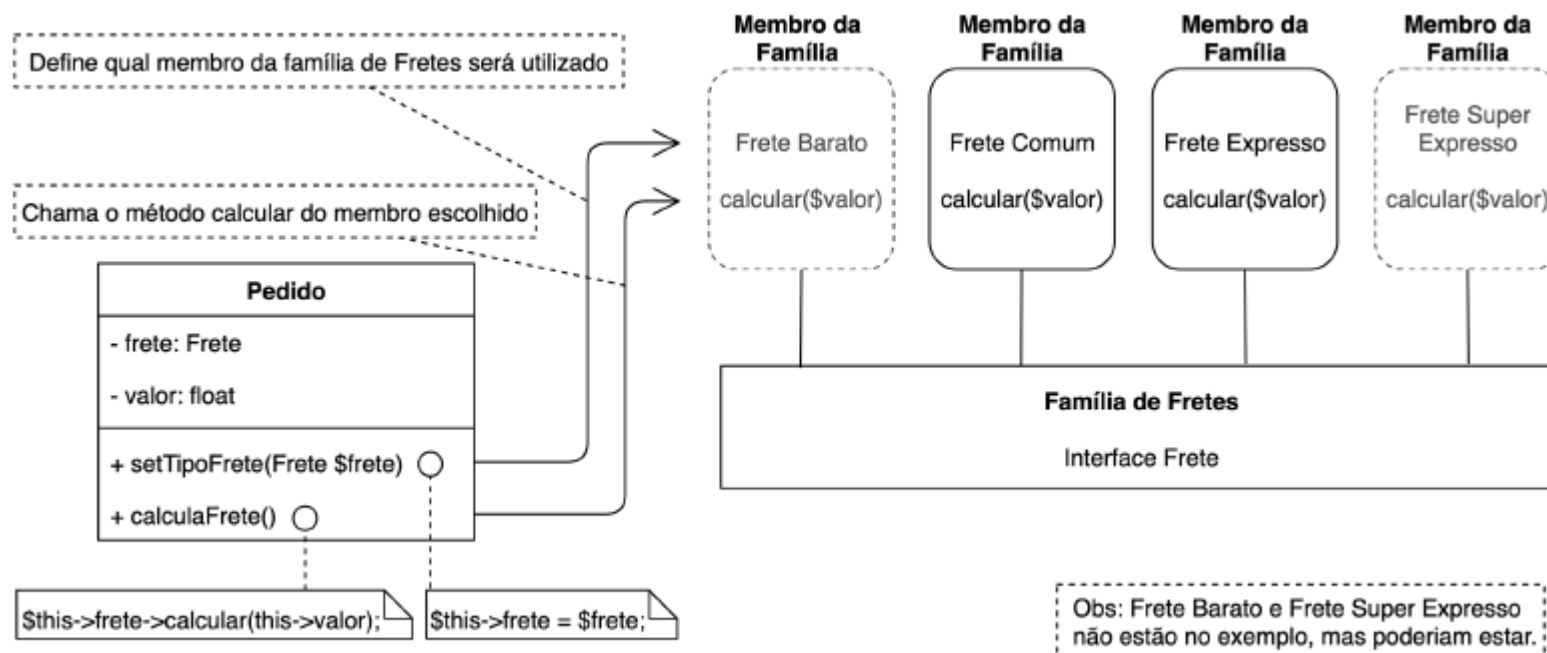 Define qual membro da família de Fretes será utilizado
Chama o método calcular do membro escolhido
Pedido
- frete: Frete
- valor: float
+ setTipoFrete(Frete $frete)
+ calculaFrete()
$this->frete->calcular(this->valor);
$this->frete = $frete;
Membro da
Família
Frete Barato
calcular($valor)
Membro da
Família
Frete Comum
calcular($valor)
Membro da
Família
Frete Expresso
calcular($valor)
Membro da
Família
Frete Super
Expresso
calcular($valor)
Família de Fretes
Interface Frete
Obs: Frete Barato e Frete Super Expresso
não estão no exemplo, mas poderiam estar.